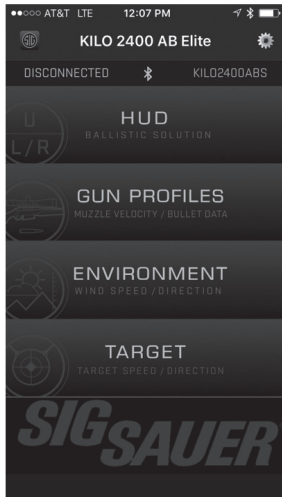 AT&T LTE 12:07 PM
SIG KILO 2400 AB Elite
DISCONNECTED KILO2400ABS
U
L/R
HUD
BALLISTIC SOLUTION
GUN PROFILES
MUZZLE VELOCITY / BULLET DATA
ENVIRONMENT
WIND SPEED / DIRECTION
TARGET
TARGET SPEED / DIRECTION
SIG SAUER